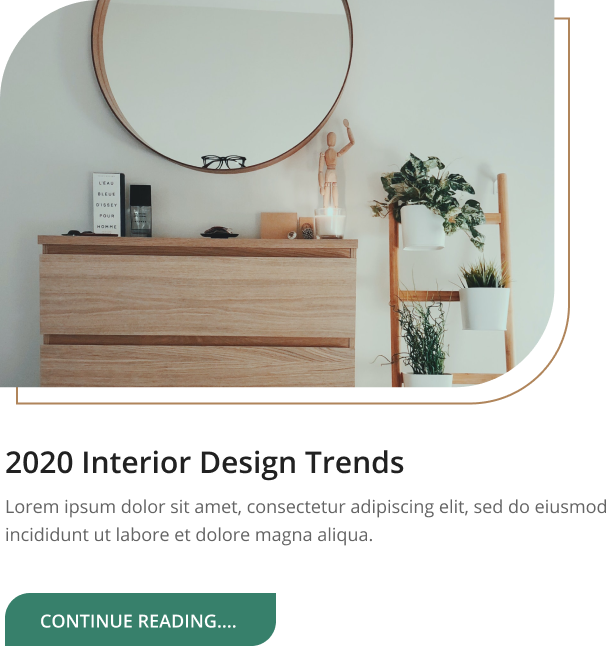 L'EAU
BLEUE
D'ISSEY
POUR
HOMME
2020 Interior Design Trends
Lorem ipsum dolor sit amet, consectetur adipiscing elit, sed do eiusmod
incididunt ut labore et dolore magna aliqua.
CONTINUE READING....